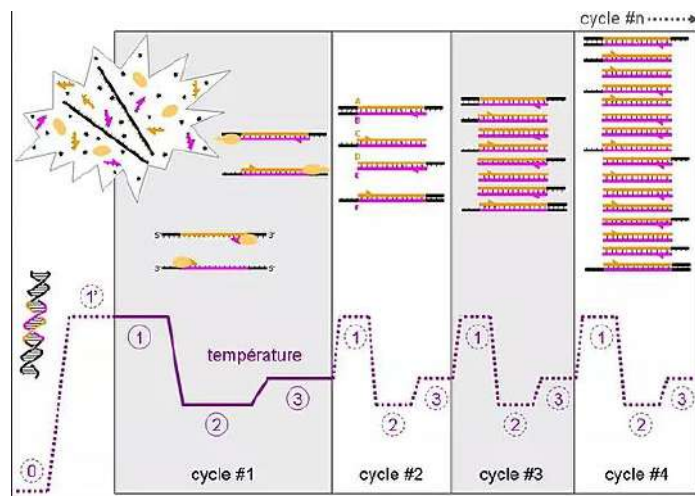 cycle #n
A
B
C
D
E
F
5' 3'
3' 5'
1'
1
température
2
3
0
1
2
3
1
2
3
1
2
3
cycle #1
cycle #2
cycle #3
cycle #4